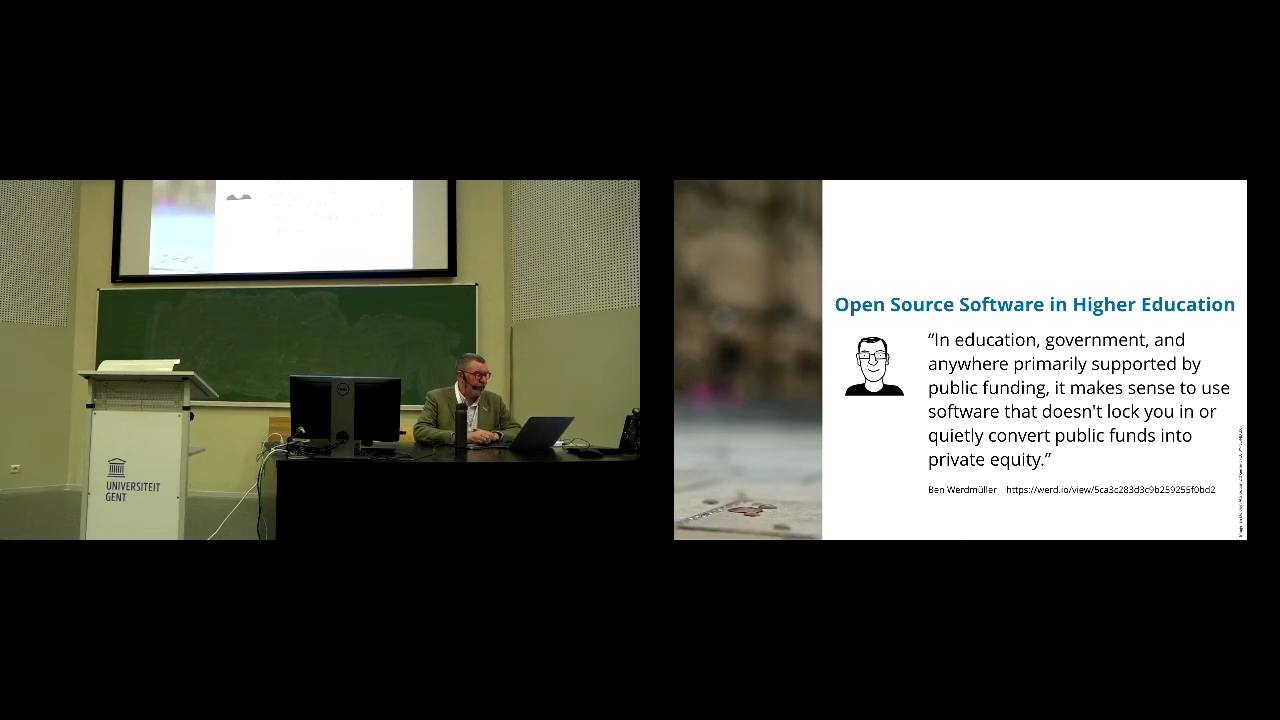 UNIVERSITEIT
GENT
DELL
Open Source Software in Higher Education
“In education, government, and
anywhere primarily supported by
public funding, it makes sense to use
software that doesn't lock you in or
quietly convert public funds into
private equity.”
Ben Werdmüller https://werd.io/view/5ca3c283d3c9b259255f0bd2